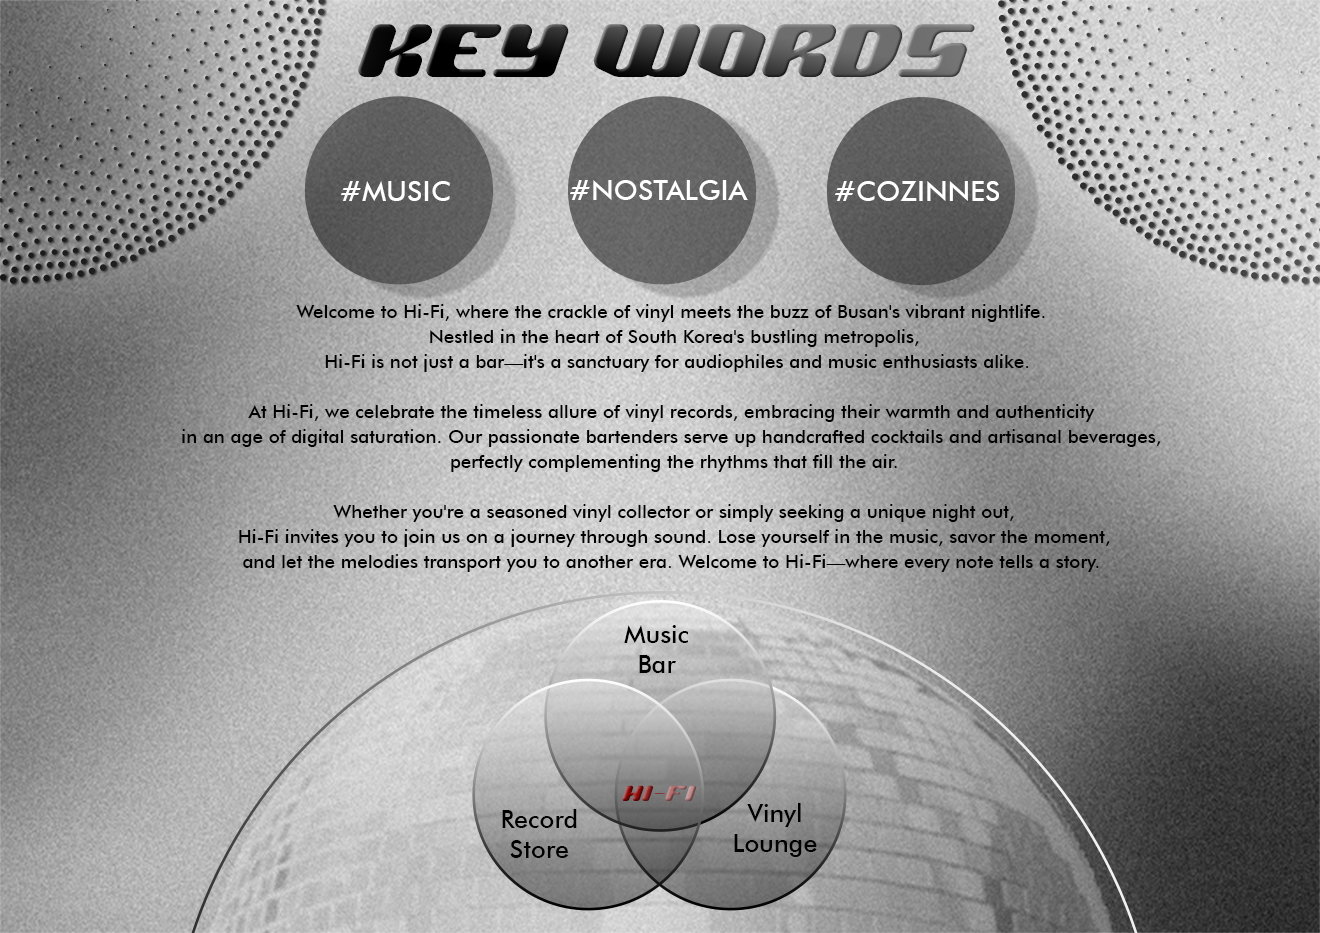 KEY WORDS
#MUSIC
#NOSTALGIA
#COZINNES
Welcome to Hi-Fi, where the crackle of vinyl meets the buzz of Busan's vibrant nightlife.
Nestled in the heart of South Korea's bustling metropolis,
Hi-Fi is not just a bar—it's a sanctuary for audiophiles and music enthusiasts alike.
At Hi-Fi, we celebrate the timeless allure of vinyl records, embracing their warmth and authenticity
in an age of digital saturation. Our passionate bartenders serve up handcrafted cocktails and artisanal beverages,
perfectly complementing the rhythms that fill the air.
Whether you're a seasoned vinyl collector or simply seeking a unique night out,
Hi-Fi invites you to join us on a journey through sound. Lose yourself in the music, savor the moment,
and let the melodies transport you to another era. Welcome to Hi-Fi—where every note tells a story.
Music
Bar
HI-FI
Record
Store
Vinyl
Lounge